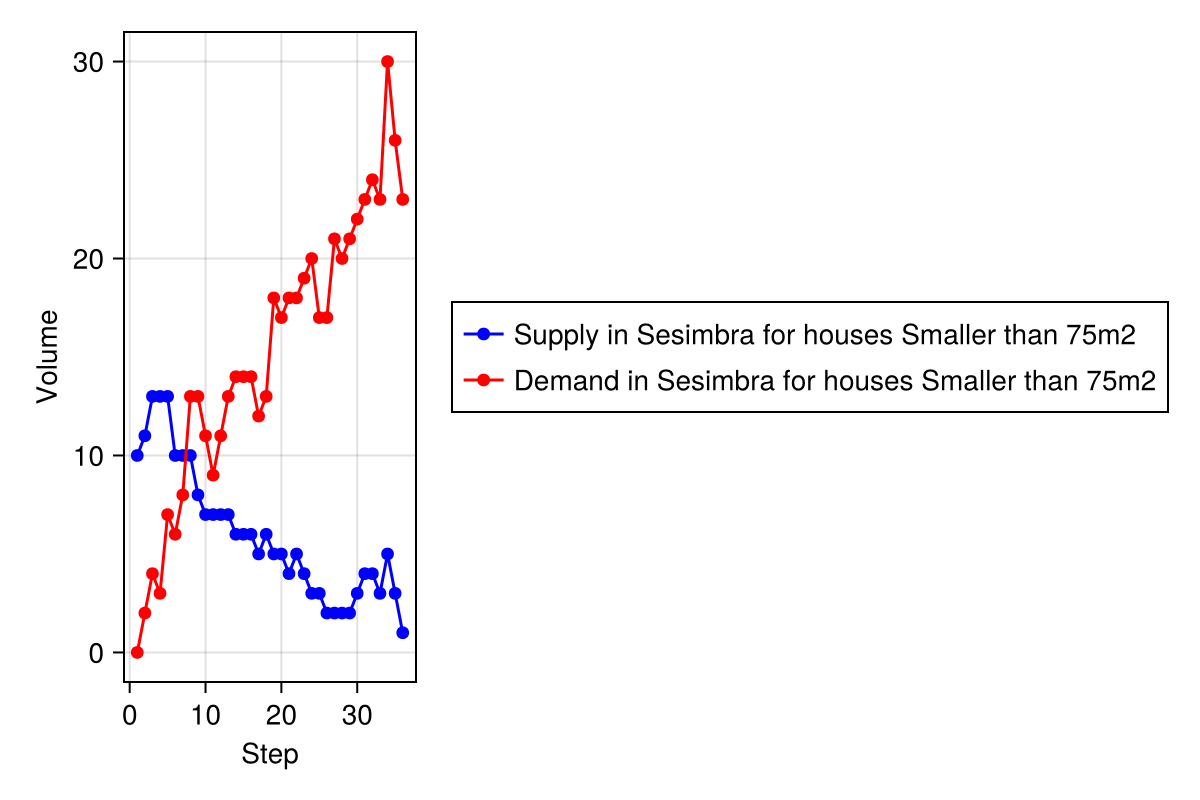 30
20
10
0
Volume
0 10 20 30
Step
Supply in Sesimbra for houses Smaller than 75m2
Demand in Sesimbra for houses Smaller than 75m2